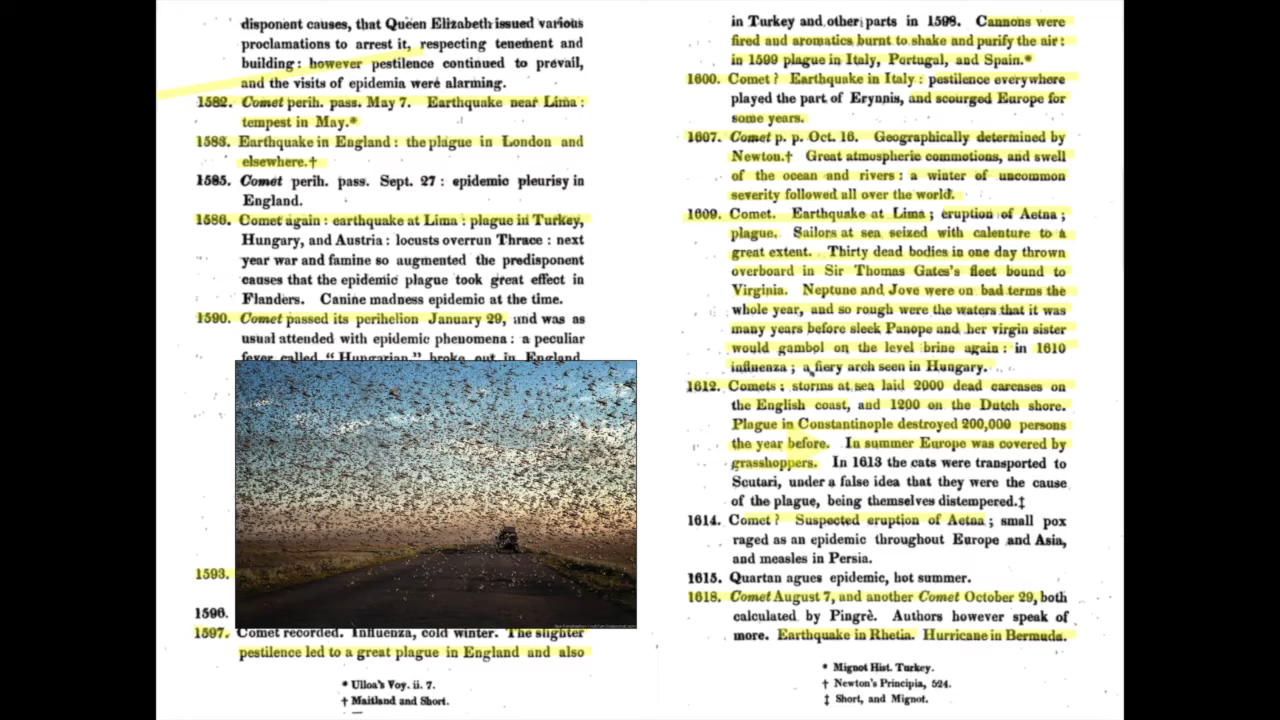 disponent causes, that Queen Elizabeth issued various
proclamations to arrest it, respecting tenement and
building: however pestilence continued to prevail,
and the visits of epidemia were alarming.
1582. Comet perih. pass. May 7. Earthquake near Lima:
tempest in May.*
1583. Earthquake in England: the plague in London and
elsewhere.†
1585. Comet perih. pass. Sept. 27: epidemic pleurisy in
England.
1586. Comet again: earthquake at Lima: plague in Turkey,
Hungary, and Austria: locusts overrun Thrace: next
year war and famine so augmented the predisponent
causes that the epidemic plague took great effect in
Flanders. Canine madness epidemic at the time.
1590. Comet passed its perihelion January 29, and was as
usual attended with epidemic phenomena: a peculiar
fever called "Hungarian," broke out in England.
1593.
1596.
1597. Comet recorded. Influenza, cold winter. The slighter
pestilence led to a great plague in England and also
* Ulloa's Voy. ii. 7.
† Maitland and Short.
in Turkey and other parts in 1598. Cannons were
fired and aromatics burnt to shake and purify the air:
in 1599 plague in Italy, Portugal, and Spain.*
1600. Comet? Earthquake in Italy: pestilence everywhere
played the part of Erynnis, and scourged Europe for
some years.
1607. Comet p. p. Oct. 16. Geographically determined by
Newton.† Great atmospheric commotions, and swell
of the ocean and rivers: a winter of uncommon
severity followed all over the world.
1609. Comet. Earthquake at Lima; eruption of Aetna;
plague. Sailors at sea seized with calenture to a
great extent. Thirty dead bodies in one day thrown
overboard in Sir Thomas Gates's fleet bound to
Virginia. Neptune and Jove were on bad terms the
whole year, and so rough were the waters that it was
many years before sleek Panope and her virgin sister
would gambol on the level brine again: in 1610
influenza; a fiery arch seen in Hungary.
1612. Comets: storms at sea laid 2000 dead carcases on
the English coast, and 1200 on the Dutch shore.
Plague in Constantinople destroyed 200,000 persons
the year before. In summer Europe was covered by
grasshoppers. In 1613 the cats were transported to
Scutari, under a false idea that they were the cause
of the plague, being themselves distempered.‡
1614. Comet? Suspected eruption of Aetna; small pox
raged as an epidemic throughout Europe and Asia,
and measles in Persia.
1615. Quartan agues epidemic, hot summer.
1618. Comet August 7, and another Comet October 29, both
calculated by Pingrè. Authors however speak of
more. Earthquake in Rhetia. Hurricane in Bermuda.
* Mignot Hist. Turkey.
† Newton's Principia, 524.
‡ Short, and Mignot.